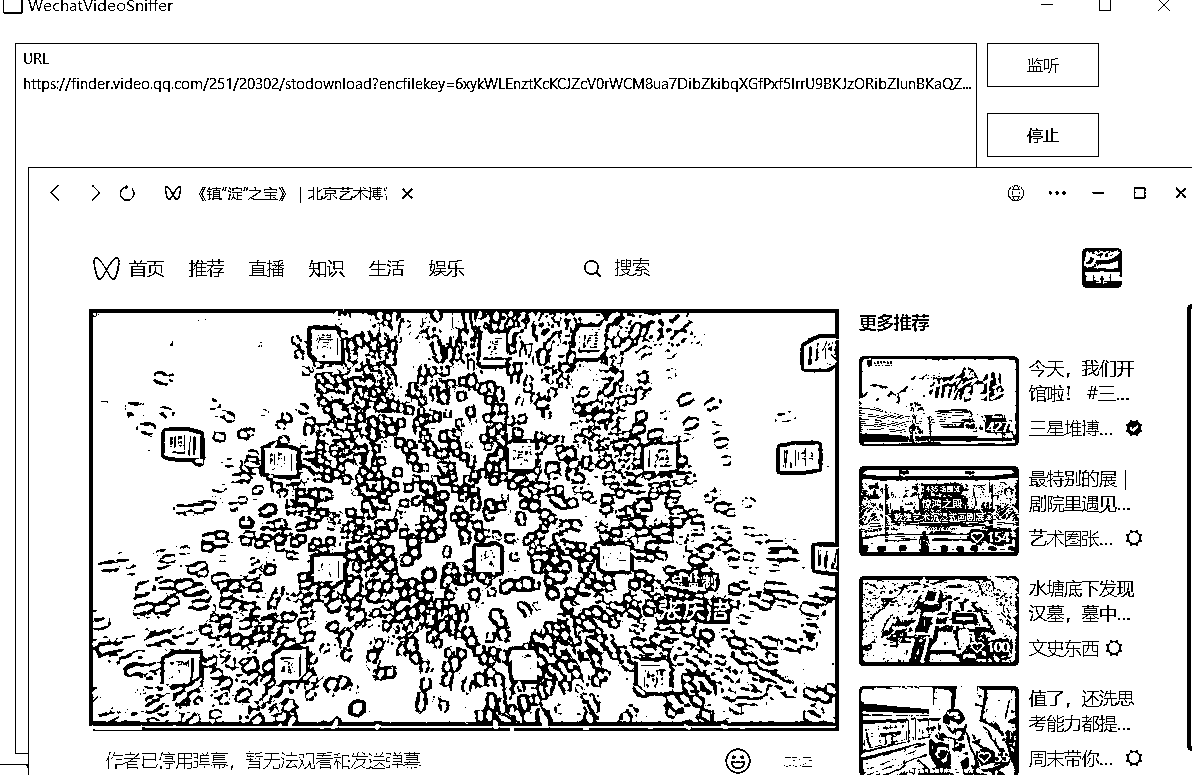 WechatVideoSniffer
URL
https://finder.video.qq.com/251/20302/stodownload?encfilekey=6xykWLEnztKcKCJZcV0rWCM8ua7DibZkibqXGfPxf5lrrU9BKJzORibZlunBKaQZ...
监听
停止
《镇“淀”之宝》 | 北京艺术博
首页 推荐 直播 知识 生活 娱乐
搜索
更多推荐
427
今天，我们开
馆啦！ #三...
三星堆博...
154
最特别的展 |
剧院里遇见...
艺术圈张...
100
水塘底下发现
汉墓，墓中...
文史东西
值了，还洗思
考能力都提...
周末带你...
张庆洁
作者已停用弹幕，暂无法观看和发送弹幕